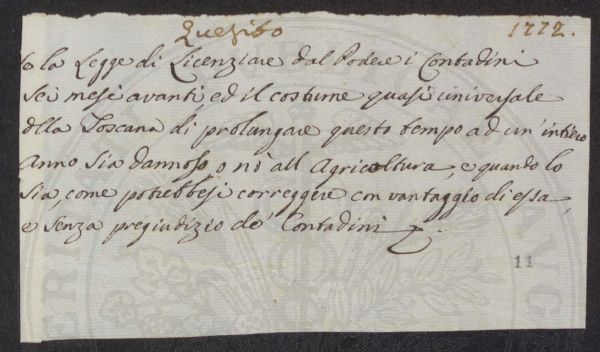 Quesito 1772.
Se la Legge di Licenziare dal Podere i Contadini
sei mesi avanti, ed il costume quasi universale
della Toscana di prolungare questo tempo ad un' intiero
Anno sia dannoso, o nò all Agricoltura, e quando lo
sia, come potrebbesi correggere con vantaggio di essa,
e senza pregiudizio de Contadini
11